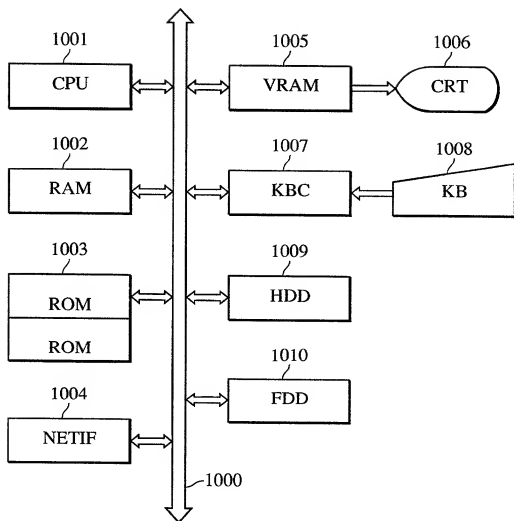 1001
CPU
1002
RAM
1003
ROM
ROM
1004
NETIF
1005
VRAM
1006
CRT
1007
KBC
1008
KB
1009
HDD
1010
FDD
1000